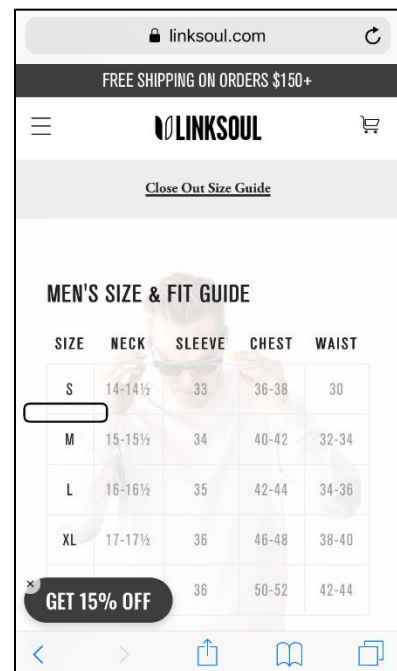 linksoul.com
FREE SHIPPING ON ORDERS $150+
LINKSOUL
Close Out Size Guide
MEN'S SIZE & FIT GUIDE
SIZE NECK SLEEVE CHEST WAIST
S 14-14½ 33 36-38 30
M 15-15½ 34 40-42 32-34
L 16-16½ 35 42-44 34-36
XL 17-17½ 36 46-48 38-40
36 50-52 42-44
× GET 15% OFF